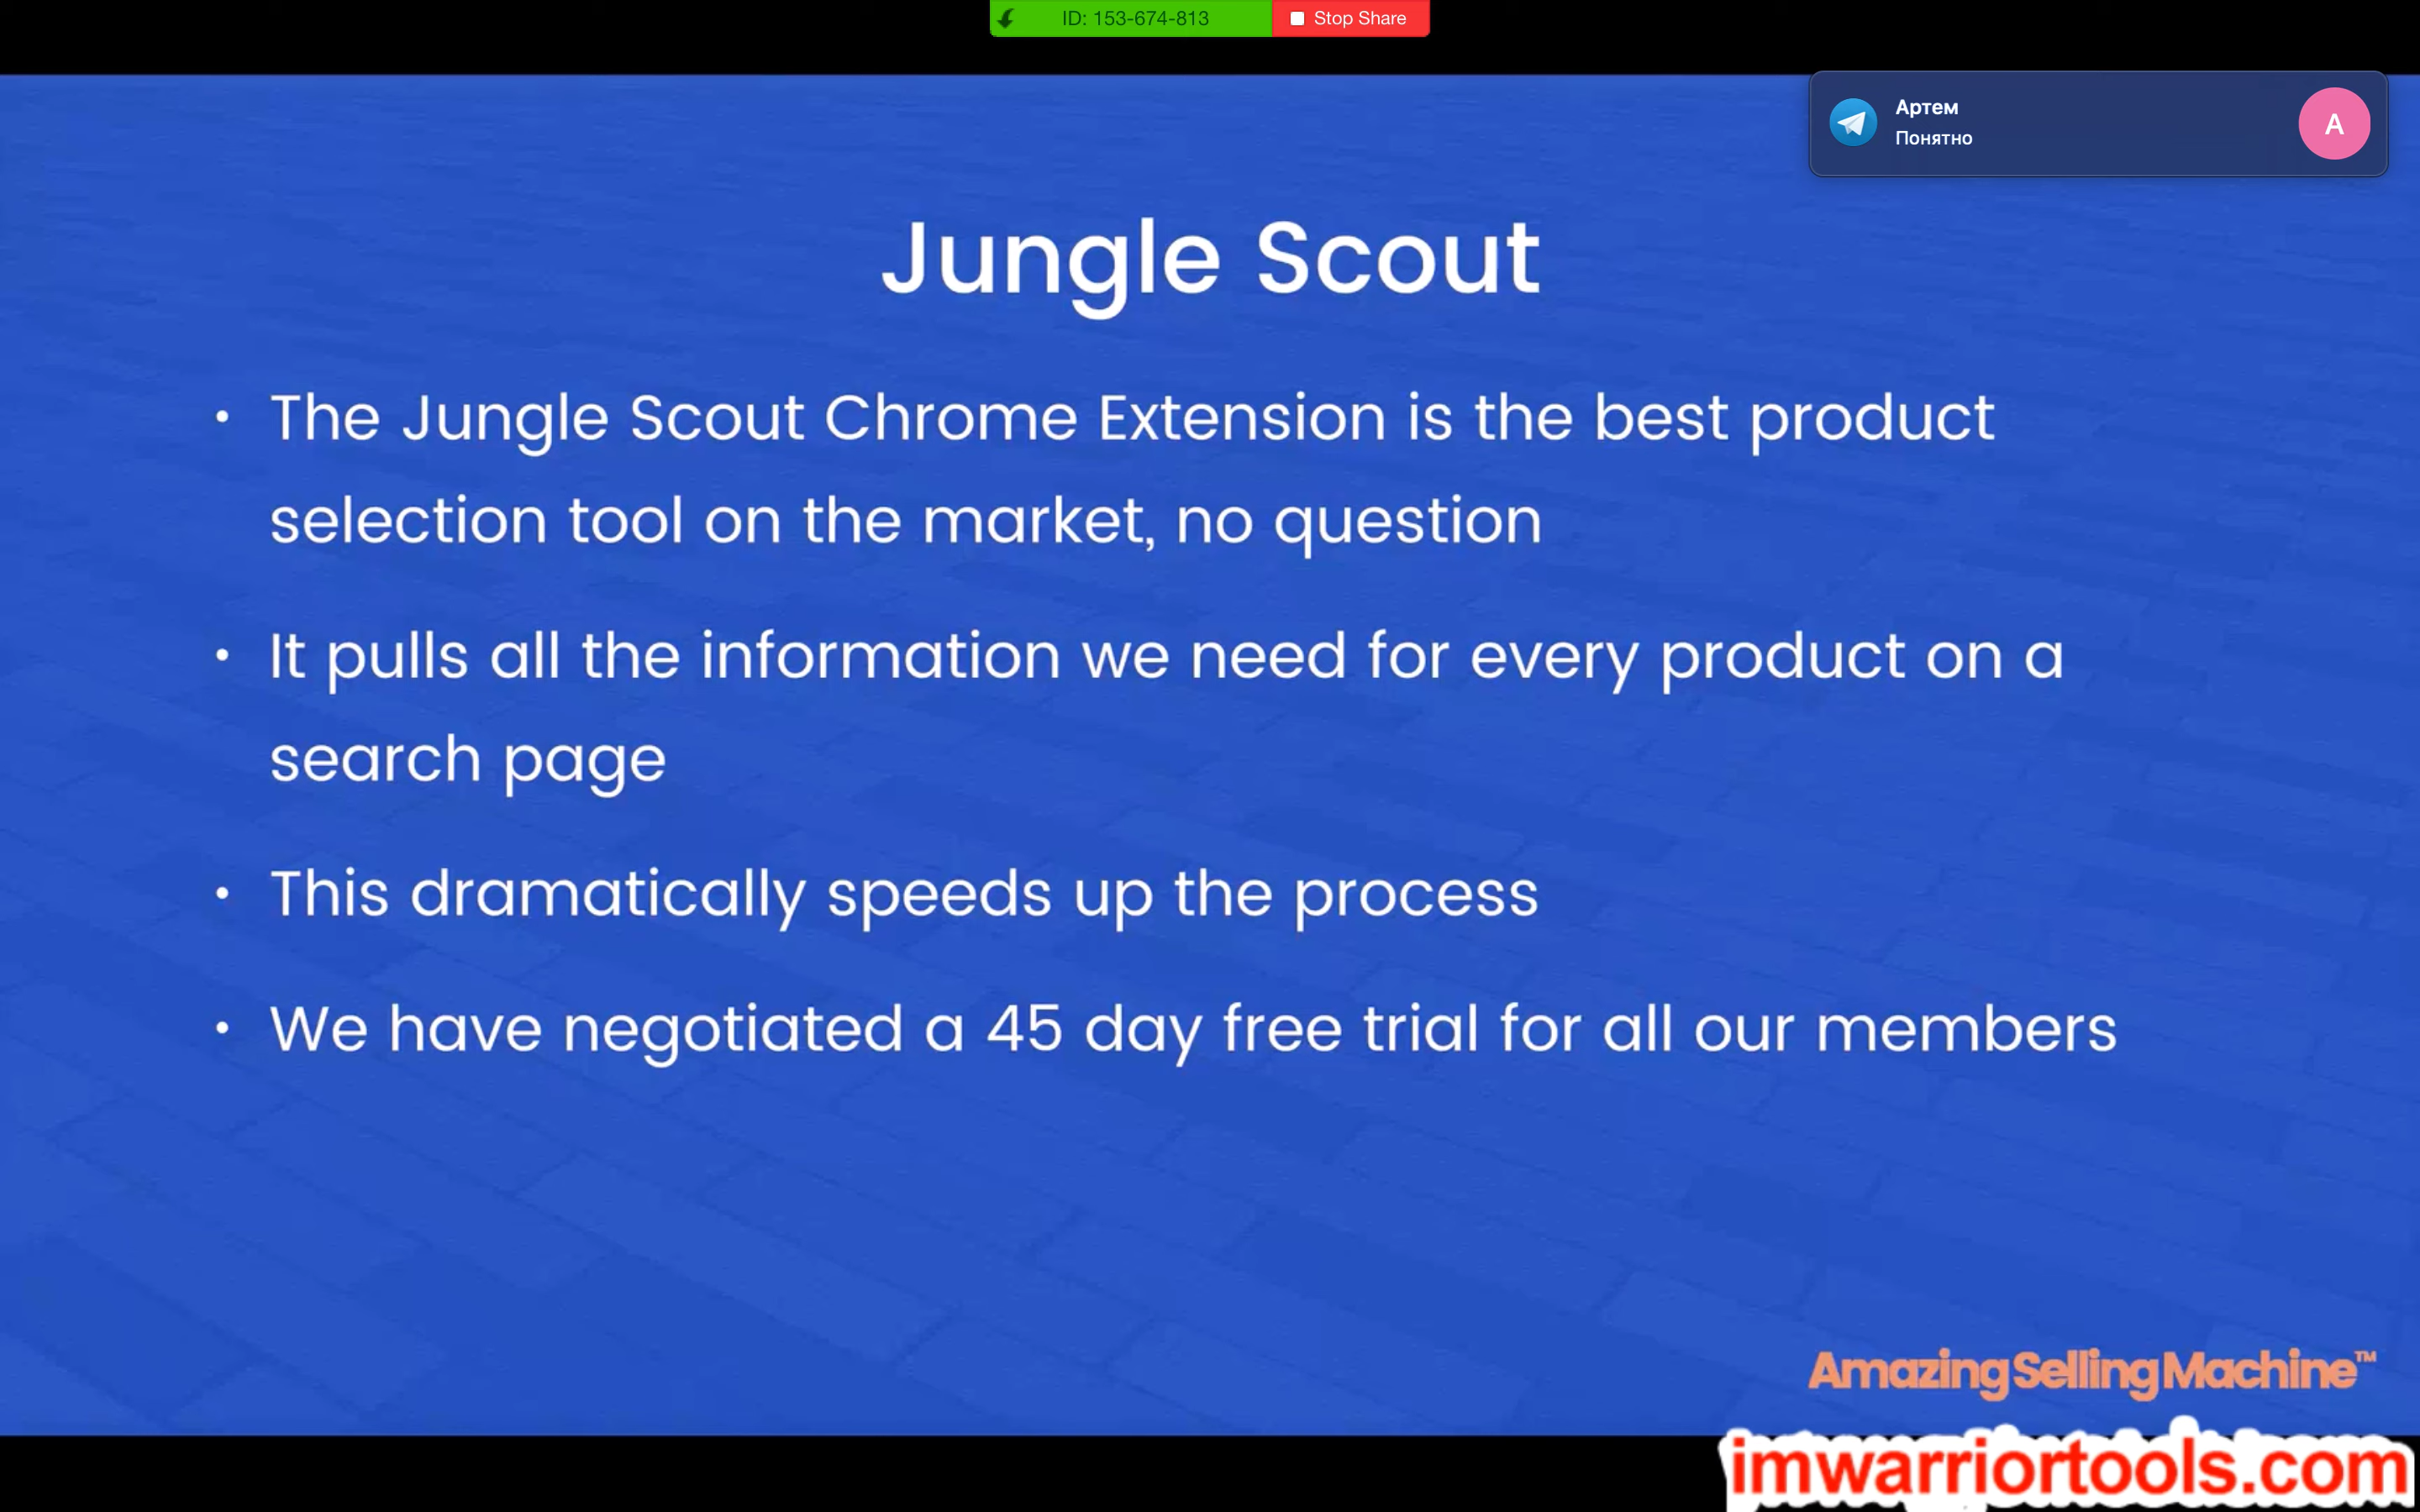 ID: 153-674-813
Stop Share
Артем
Понятно
A
Jungle Scout
• The Jungle Scout Chrome Extension is the best product
selection tool on the market, no question
• It pulls all the information we need for every product on a
search page
• This dramatically speeds up the process
• We have negotiated a 45 day free trial for all our members
AmazingSellingMachine™
imwarriortools.com